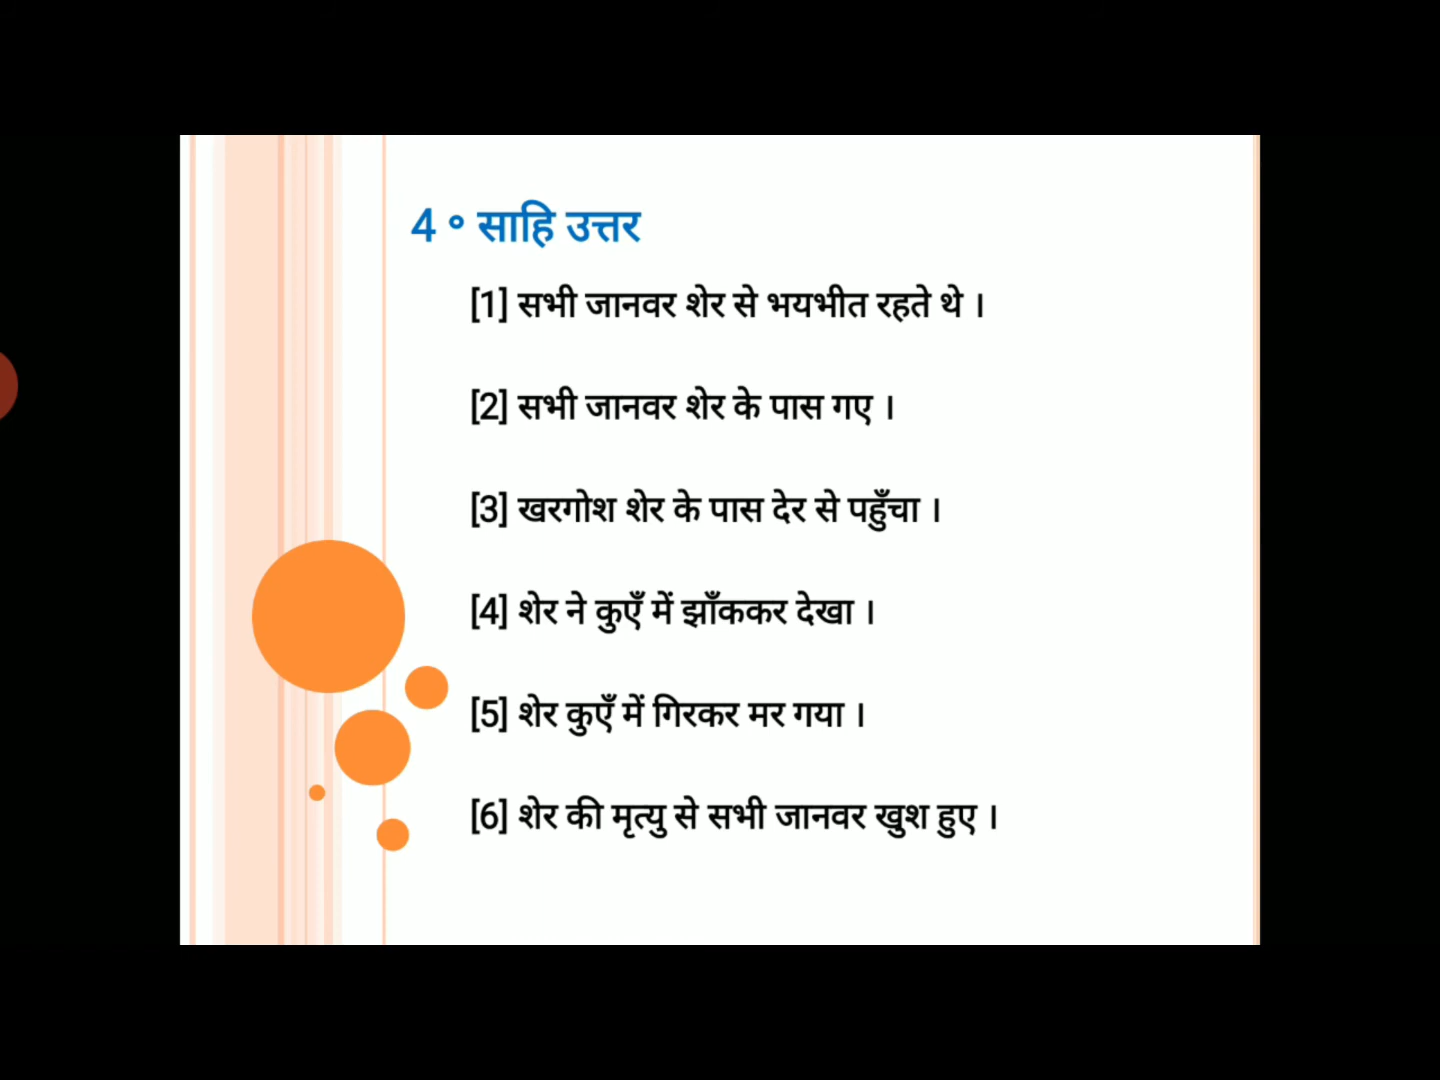 4 ॰ साहि उत्तर
[1] सभी जानवर शेर से भयभीत रहते थे ।
[2] सभी जानवर शेर के पास गए ।
[3] खरगोश शेर के पास देर से पहुँचा ।
[4] शेर ने कुएँ में झाँककर देखा ।
[5] शेर कुएँ में गिरकर मर गया ।
[6] शेर की मृत्यु से सभी जानवर खुश हुए ।